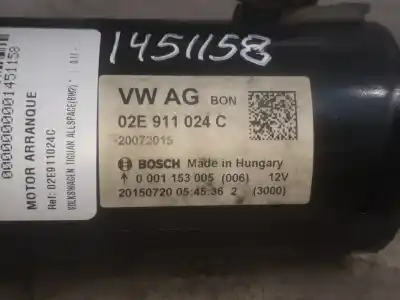 1451158
VW AG BON
02E 911 024 C
-20072015
BOSCH Made in Hungary
0 001 153 005 (006) 12V
20150720 05:45:36 2 (3000)
MOTOR ARRANQUE
Ref: 02E911024C
VOLKSWAGEN TIGUAN ALLSPACE(BW2)*